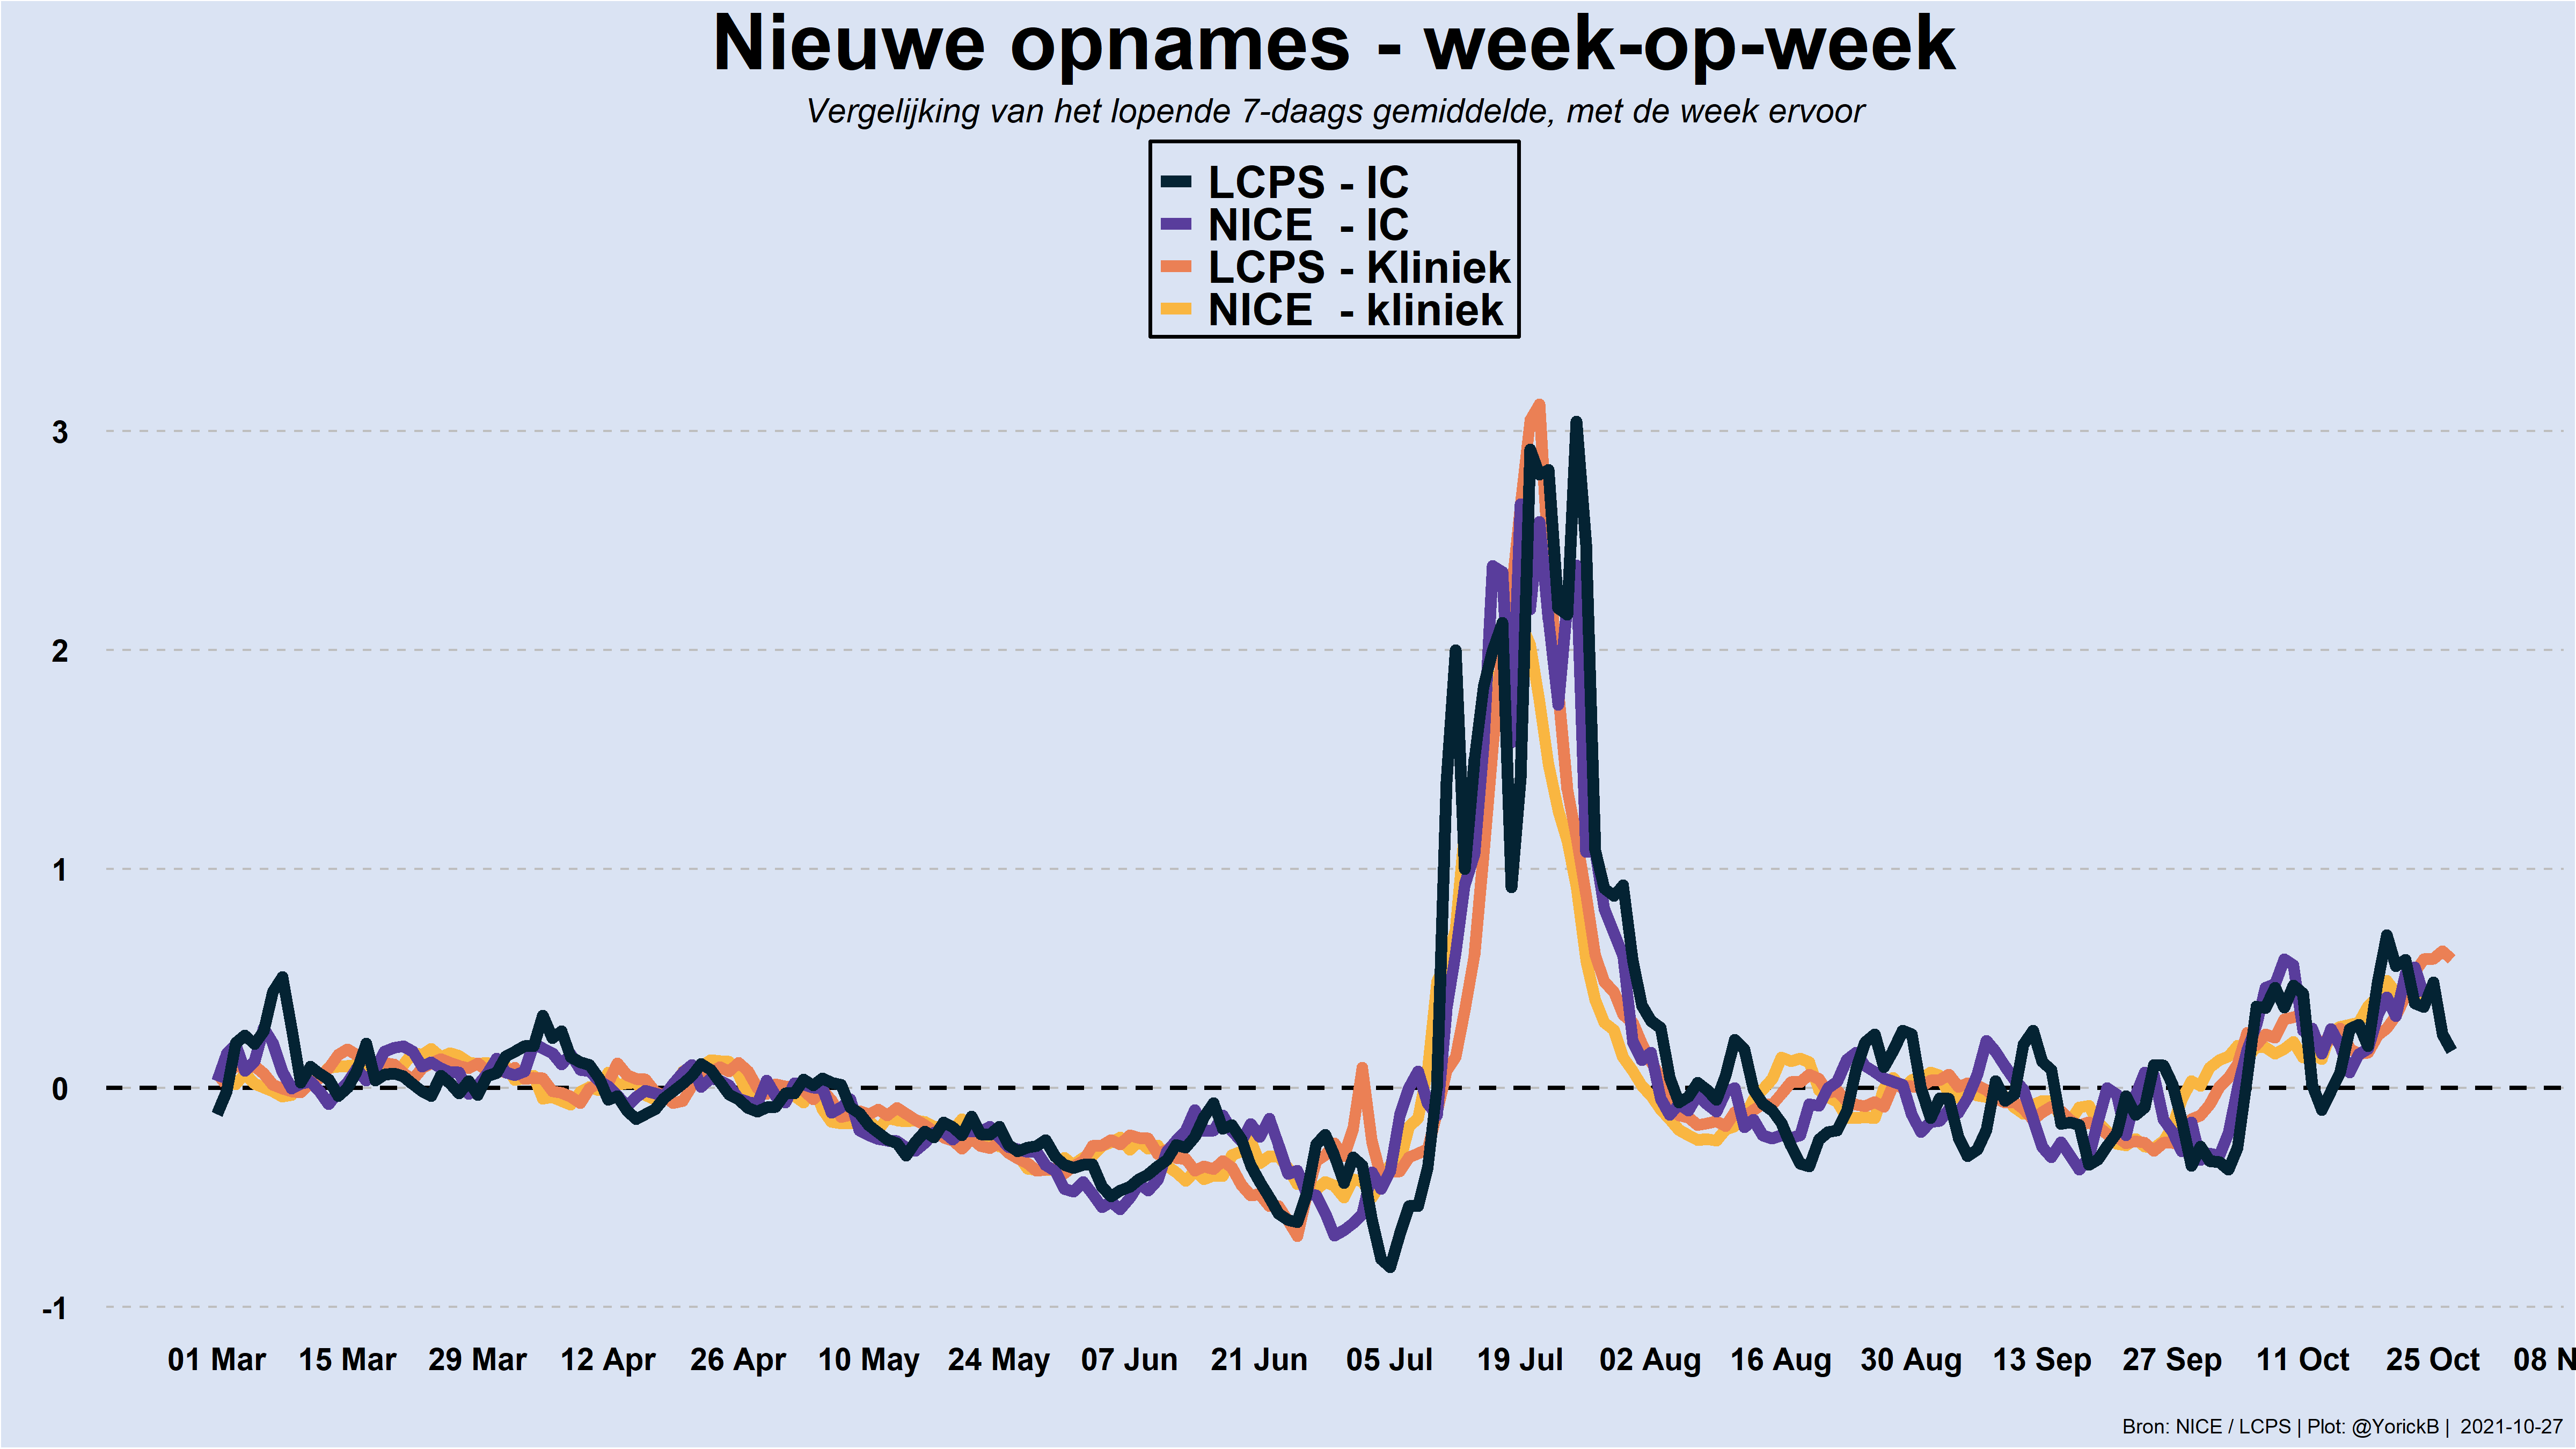 Nieuwe opnames - week-op-week
Vergelijking van het lopende 7-daags gemiddelde, met de week ervoor
LCPS - IC
NICE - IC
LCPS - Kliniek
NICE - kliniek
3
2
1
0
-1
01 Mar 15 Mar 29 Mar 12 Apr 26 Apr 10 May 24 May 07 Jun 21 Jun 05 Jul 19 Jul 02 Aug 16 Aug 30 Aug 13 Sep 27 Sep 11 Oct 25 Oct 08 N
Bron: NICE / LCPS | Plot: @YorickB | 2021-10-27